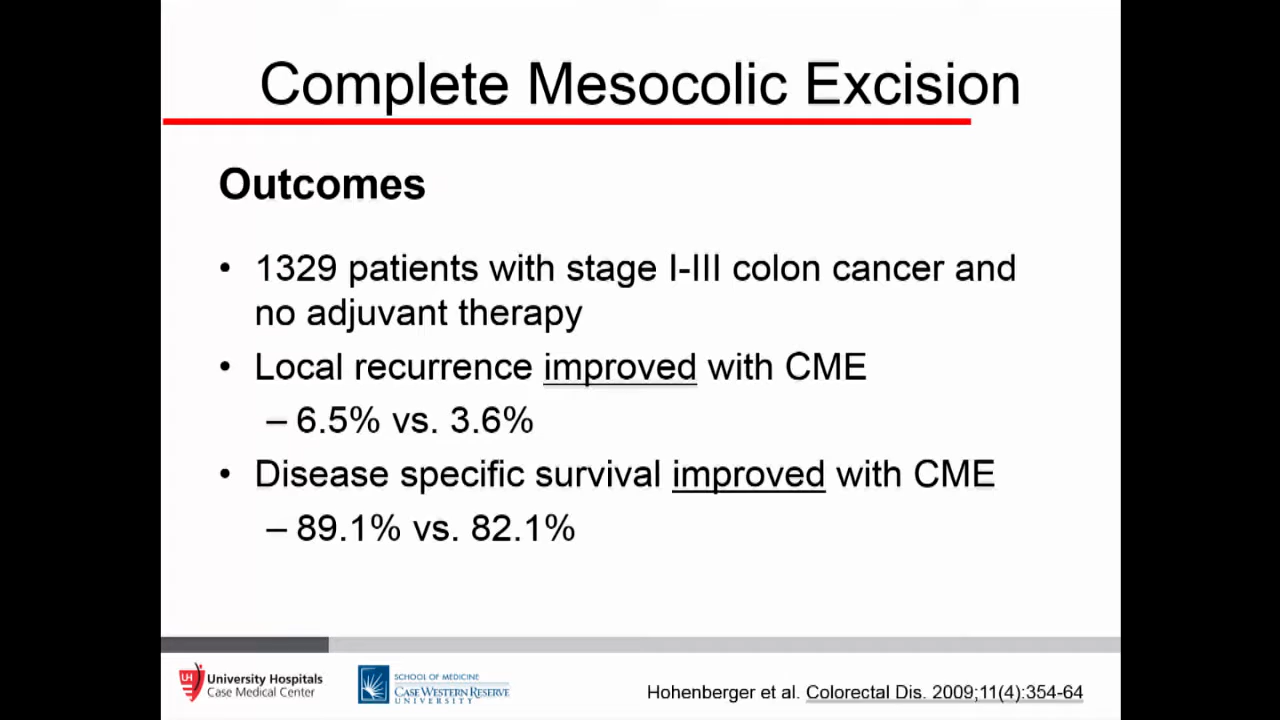 Complete Mesocolic Excision
Outcomes
• 1329 patients with stage I-III colon cancer and
no adjuvant therapy
• Local recurrence improved with CME
– 6.5% vs. 3.6%
• Disease specific survival improved with CME
– 89.1% vs. 82.1%
UH
University Hospitals
Case Medical Center
SCHOOL OF MEDICINE
CASE WESTERN RESERVE
UNIVERSITY
Hohenberger et al. Colorectal Dis. 2009;11(4):354-64